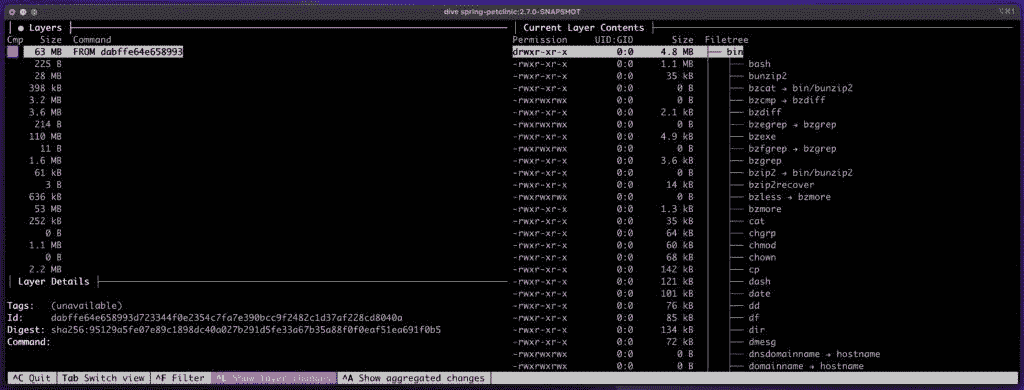 dive spring-petclinic:2.7.0-SNAPSHOT
● Layers
Cmp Size Command
63 MB FROM dabffe64e658993
225 B
28 MB
398 kB
3.2 MB
3.6 MB
214 B
110 MB
11 B
1.6 MB
61 kB
3 B
636 kB
53 MB
252 kB
0 B
1.1 MB
0 B
2.2 MB
Layer Details
Tags: (unavailable)
Id: dabffe64e658993d723344f0e2354c7fa7e390bcc9f2482c1d37af228cd8040a
Digest: sha256:95129a5fe07e89c1898dc40a027b291d5fe33a67b35a88f0f0eaf51ea691f0b5
Command:
Current Layer Contents
Permission UID:GID Size Filetree
drwxr-xr-x 0:0 4.8 MB bin
-rwxr-xr-x 0:0 1.1 MB bash
-rwxr-xr-x 0:0 35 kB bunzip2
-rwxr-xr-x 0:0 0 B bzcat → bin/bunzip2
-rwxrwxrwx 0:0 0 B bzcmp → bzdiff
-rwxr-xr-x 0:0 2.1 kB bzdiff
-rwxrwxrwx 0:0 0 B bzegrep → bzgrep
-rwxr-xr-x 0:0 4.9 kB bzexe
-rwxrwxrwx 0:0 0 B bzfgrep → bzgrep
-rwxr-xr-x 0:0 3.6 kB bzgrep
-rwxr-xr-x 0:0 0 B bzip2 → bin/bunzip2
-rwxr-xr-x 0:0 14 kB bzip2recover
-rwxrwxrwx 0:0 0 B bzless → bzmore
-rwxr-xr-x 0:0 1.3 kB bzmore
-rwxr-xr-x 0:0 35 kB cat
-rwxr-xr-x 0:0 64 kB chgrp
-rwxr-xr-x 0:0 60 kB chmod
-rwxr-xr-x 0:0 68 kB chown
-rwxr-xr-x 0:0 142 kB cp
-rwxr-xr-x 0:0 121 kB dash
-rwxr-xr-x 0:0 101 kB date
-rwxr-xr-x 0:0 76 kB dd
-rwxr-xr-x 0:0 85 kB df
-rwxr-xr-x 0:0 134 kB dir
-rwxr-xr-x 0:0 72 kB dmesg
-rwxrwxrwx 0:0 0 B dnsdomainname → hostname
-rwxrwxrwx 0:0 0 B domainname → hostname
^C Quit Tab Switch view ^F Filter ^L Show layer changes ^A Show aggregated changes